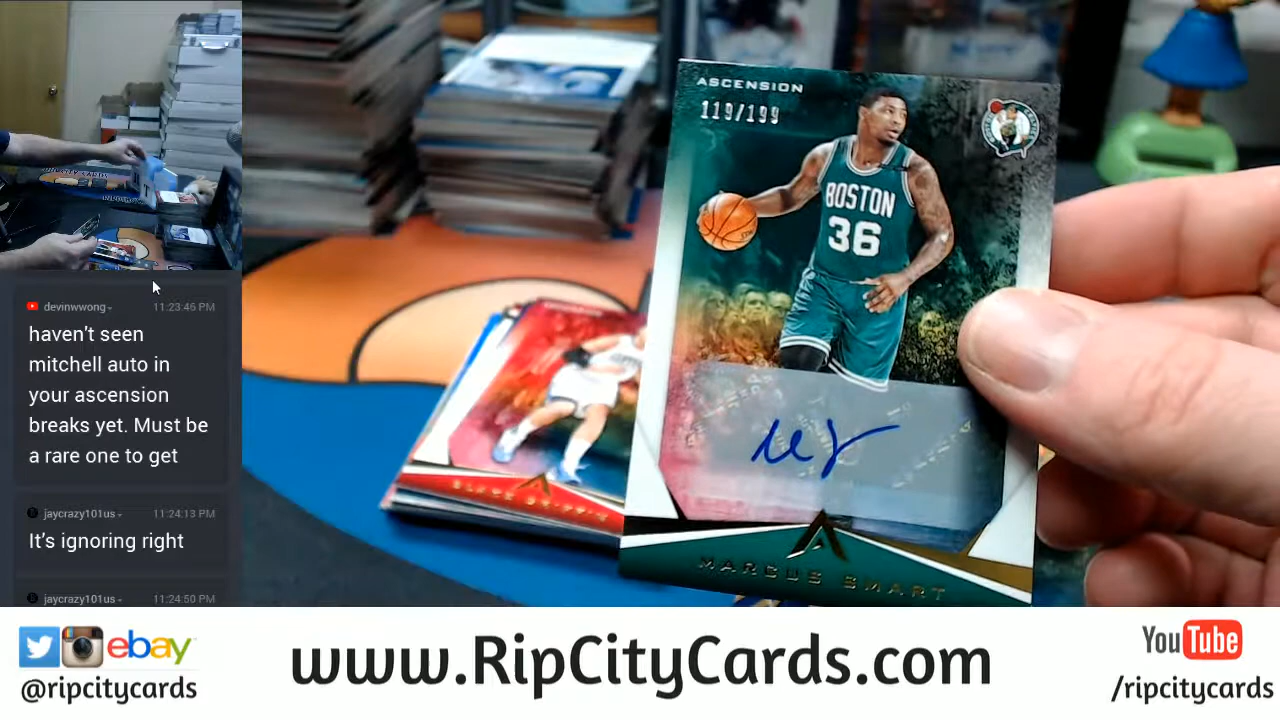 devinwwong
11:23:45 PM
haven't seen
mitchell auto in
your ascension
breaks yet. Must be
a rare one to get
jaycrazy101us
11:24:13 PM
It's ignoring right
jaycrazy101us
11:24:50 PM
ASCENSION
119/199
BOSTON
36
MARCUS SMART
ebay
@ripcitycards
www.RipCityCards.com
YouTube
/ripcitycards